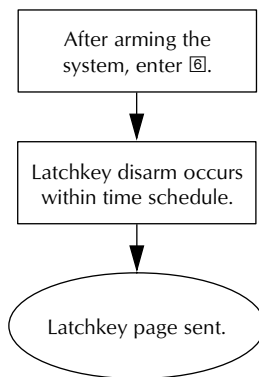 After arming the
system, enter 6.
Latchkey disarm occurs
within time schedule.
Latchkey page sent.